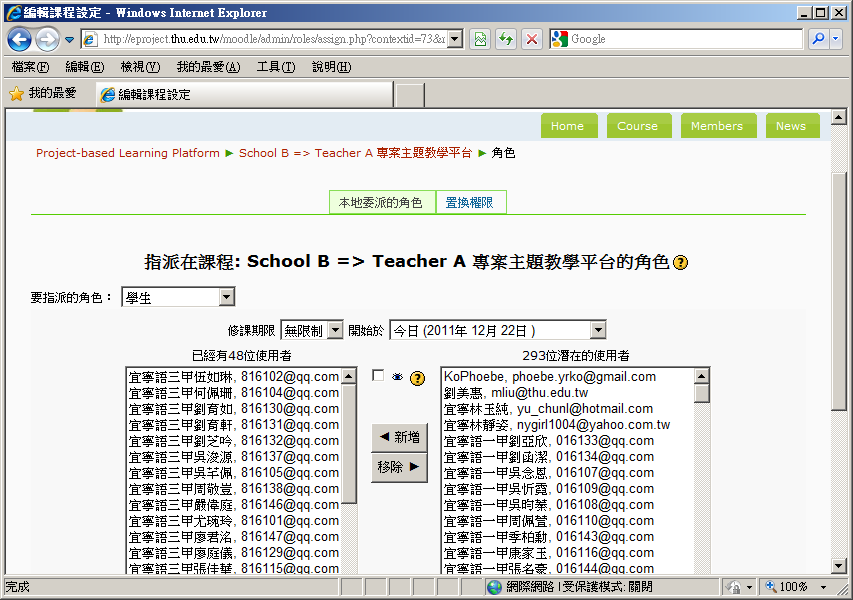 編輯課程設定 - Windows Internet Explorer
http://eproject.thu.edu.tw/moodle/admin/roles/assign.php?contextid=73&r
Google
檔案(F) 編輯(E) 檢視(V) 我的最愛(A) 工具(T) 說明(H)
我的最愛 編輯課程設定
Home Course Members News
Project-based Learning Platform ► School B => Teacher A 專案主題教學平台 ► 角色
本地委派的角色 置換權限
指派在課程: School B => Teacher A 專案主題教學平台的角色
要指派的角色： 學生
修課期限 無限制 開始於 今日 (2011年 12月 22日 )
已經有48位使用者 293位潛在的使用者
宜寧語三甲伍如琳, 816102@qq.com
宜寧語三甲何佩珊, 816104@qq.com
宜寧語三甲劉育如, 816130@qq.com
宜寧語三甲劉育軒, 816131@qq.com
宜寧語三甲劉芝吟, 816132@qq.com
宜寧語三甲吳浚源, 816137@qq.com
宜寧語三甲吳芊佩, 816105@qq.com
宜寧語三甲周敬豈, 816138@qq.com
宜寧語三甲嚴偉庭, 816146@qq.com
宜寧語三甲尤琬玲, 816101@qq.com
宜寧語三甲廖君洺, 816147@qq.com
宜寧語三甲廖庭儀, 816129@qq.com
宜寧語三甲張佳華, 816115@qq.com
◄ 新增
移除 ►
KoPhoebe, phoebe.yrko@gmail.com
劉美惠, mliu@thu.edu.tw
宜寧林玉純, yu_chunl@hotmail.com
宜寧林靜姿, nygirl1004@yahoo.com.tw
宜寧語一甲劉亞欣, 016133@qq.com
宜寧語一甲劉函潔, 016134@qq.com
宜寧語一甲吳念恩, 016107@qq.com
宜寧語一甲吳忻霓, 016109@qq.com
宜寧語一甲吳昀蓁, 016108@qq.com
宜寧語一甲周佩萱, 016110@qq.com
宜寧語一甲季柏勳, 016143@qq.com
宜寧語一甲康家玉, 016116@qq.com
宜寧語一甲張名豪, 016144@qq.com
完成 網際網路 | 受保護模式: 關閉 100%